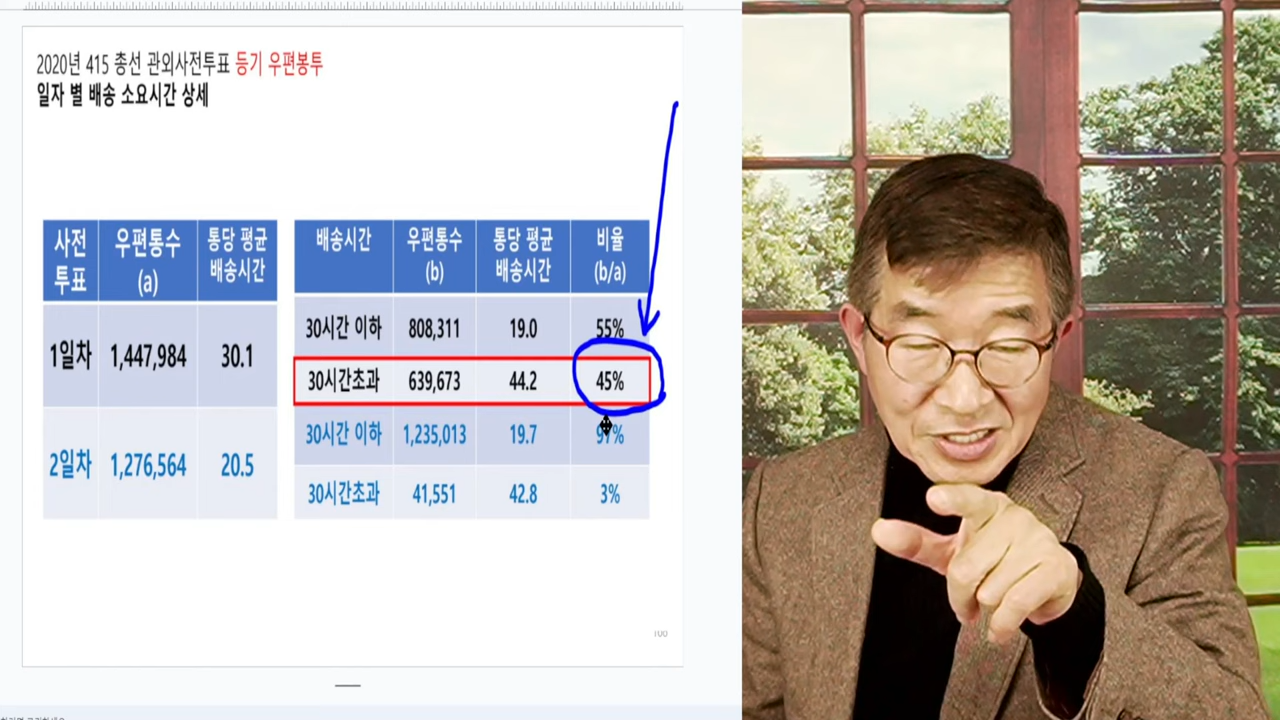 2020년 415 총선 관외사전투표 등기 우편봉투
일자 별 배송 소요시간 상세
사전 투표 우편통수 (a) 통당 평균 배송시간
1일차 1,447,984 30.1
2일차 1,276,564 20.5
배송시간 우편통수 (b) 통당 평균 배송시간 비율 (b/a)
30시간 이하 808,311 19.0 55%
30시간초과 639,673 44.2 45%
30시간 이하 1,235,013 19.7 97%
30시간초과 41,551 42.8 3%
100